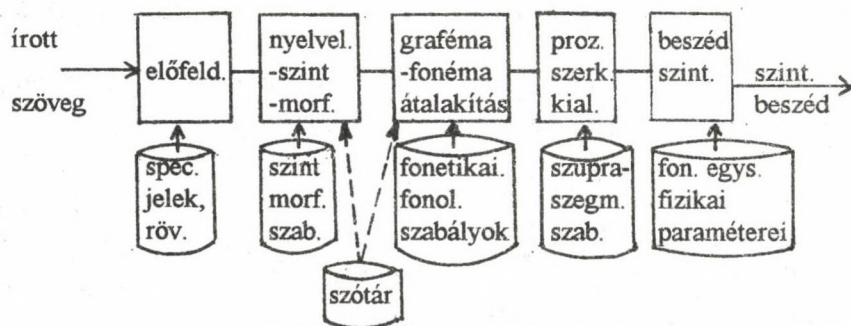 írott
szöveg
előfeld.
nyelvel.
-szint
-morf.
graféma
-fonéma
átalakítás
proz.
szerk.
kial.
beszéd
szint.
szint.
beszéd
spec.
jelek,
röv.
szint
morf.
szab.
fonetikai.
fonol.
szabályok
szupra-
szegm.
szab.
fon. egys.
fizikai
paraméterei
szótár